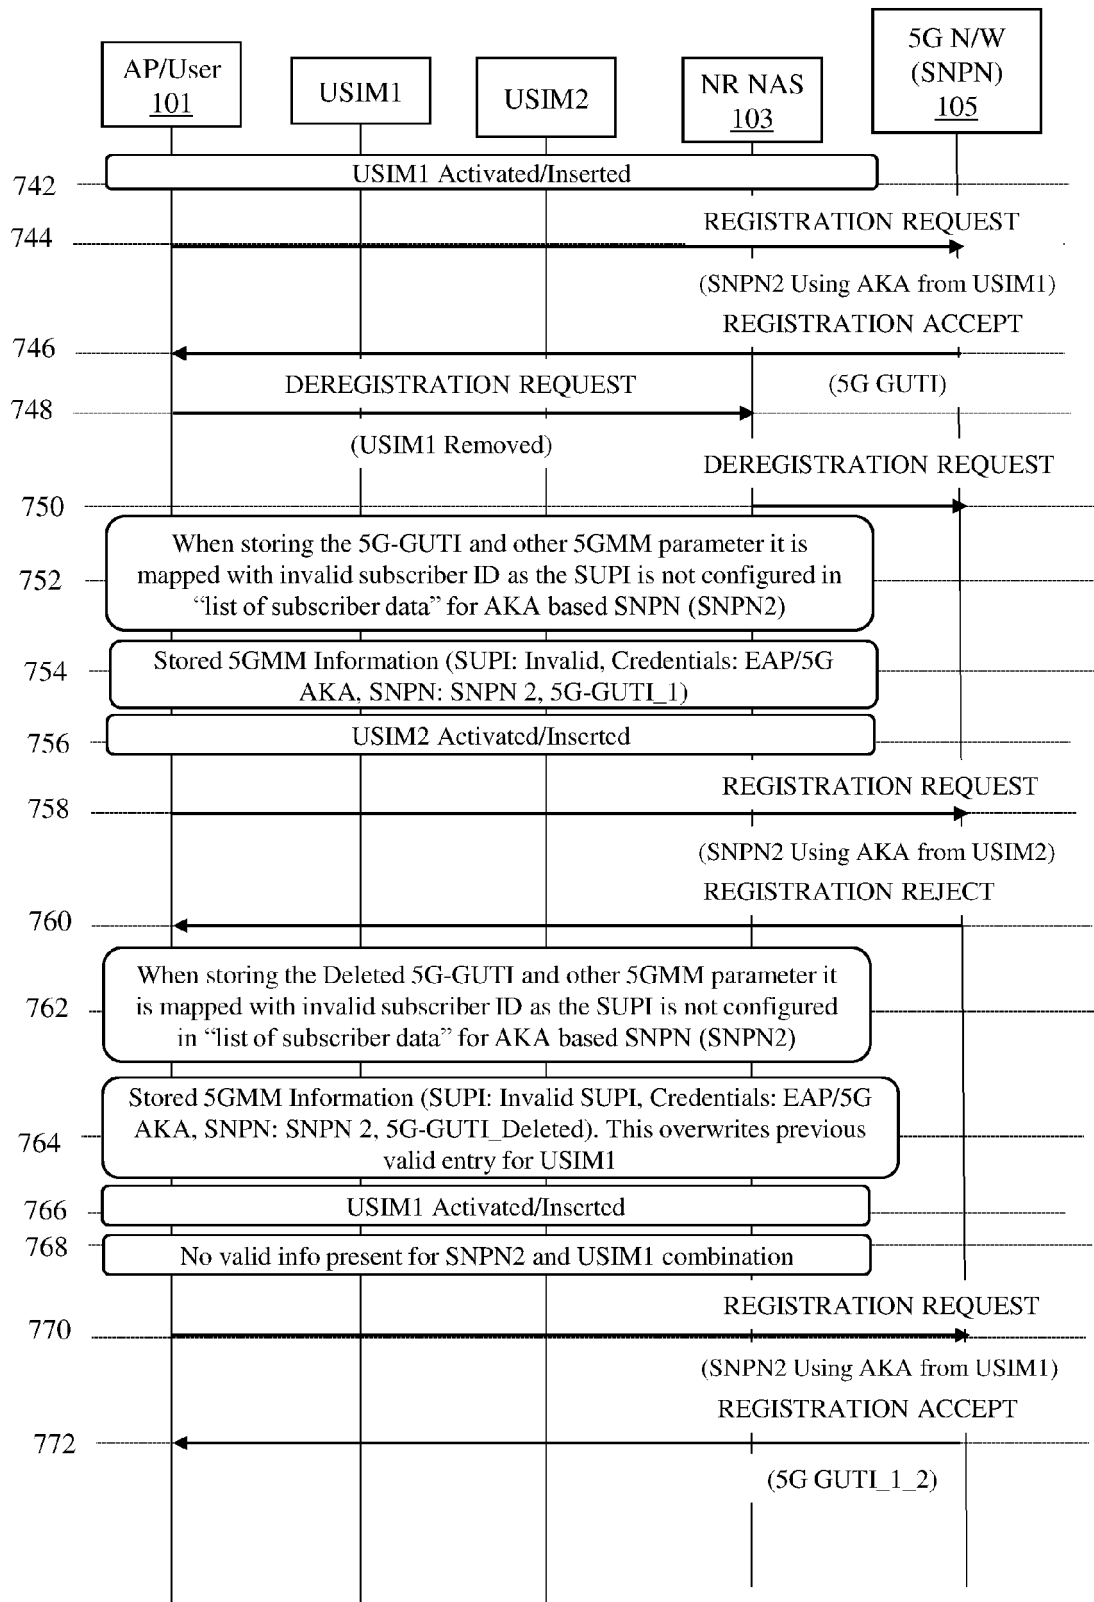 AP/User
101
USIM1
USIM2
NR NAS
103
5G N/W
(SNPN)
105
742
USIM1 Activated/Inserted
744
REGISTRATION REQUEST
(SNPN2 Using AKA from USIM1)
746
REGISTRATION ACCEPT
(5G GUTI)
748
DEREGISTRATION REQUEST
(USIM1 Removed)
750
DEREGISTRATION REQUEST
752
When storing the 5G-GUTI and other 5GMM parameter it is
mapped with invalid subscriber ID as the SUPI is not configured in
“list of subscriber data” for AKA based SNPN (SNPN2)
754
Stored 5GMM Information (SUPI: Invalid, Credentials: EAP/5G
AKA, SNPN: SNPN 2, 5G-GUTI_1)
756
USIM2 Activated/Inserted
758
REGISTRATION REQUEST
(SNPN2 Using AKA from USIM2)
760
REGISTRATION REJECT
762
When storing the Deleted 5G-GUTI and other 5GMM parameter it
is mapped with invalid subscriber ID as the SUPI is not configured
in “list of subscriber data” for AKA based SNPN (SNPN2)
764
Stored 5GMM Information (SUPI: Invalid SUPI, Credentials: EAP/5G
AKA, SNPN: SNPN 2, 5G-GUTI_Deleted). This overwrites previous
valid entry for USIM1
766
USIM1 Activated/Inserted
768
No valid info present for SNPN2 and USIM1 combination
770
REGISTRATION REQUEST
(SNPN2 Using AKA from USIM1)
772
REGISTRATION ACCEPT
(5G GUTI_1_2)